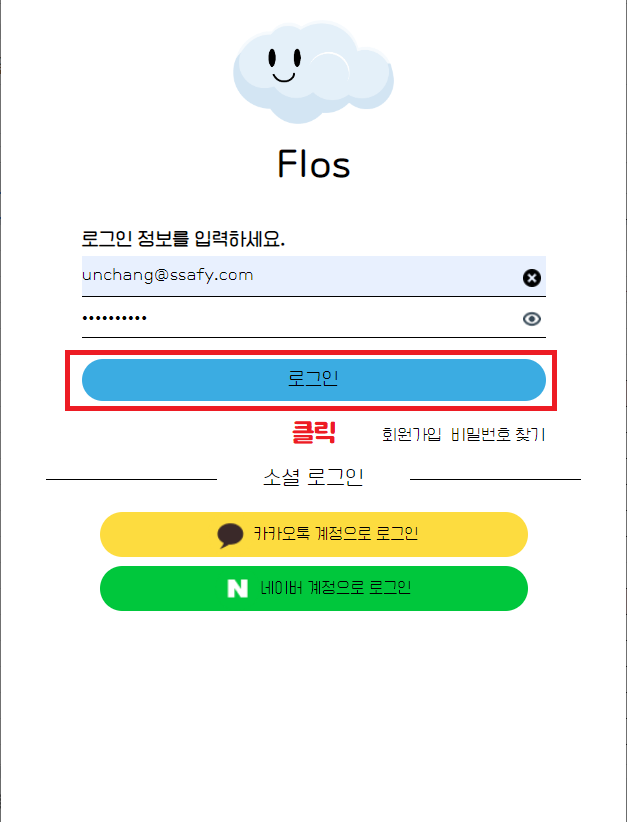 Flos
로그인 정보를 입력하세요.
unchang@ssafy.com
••••••••••
로그인
클릭
회원가입 비밀번호 찾기
소셜 로그인
카카오톡 계정으로 로그인
N 네이버 계정으로 로그인